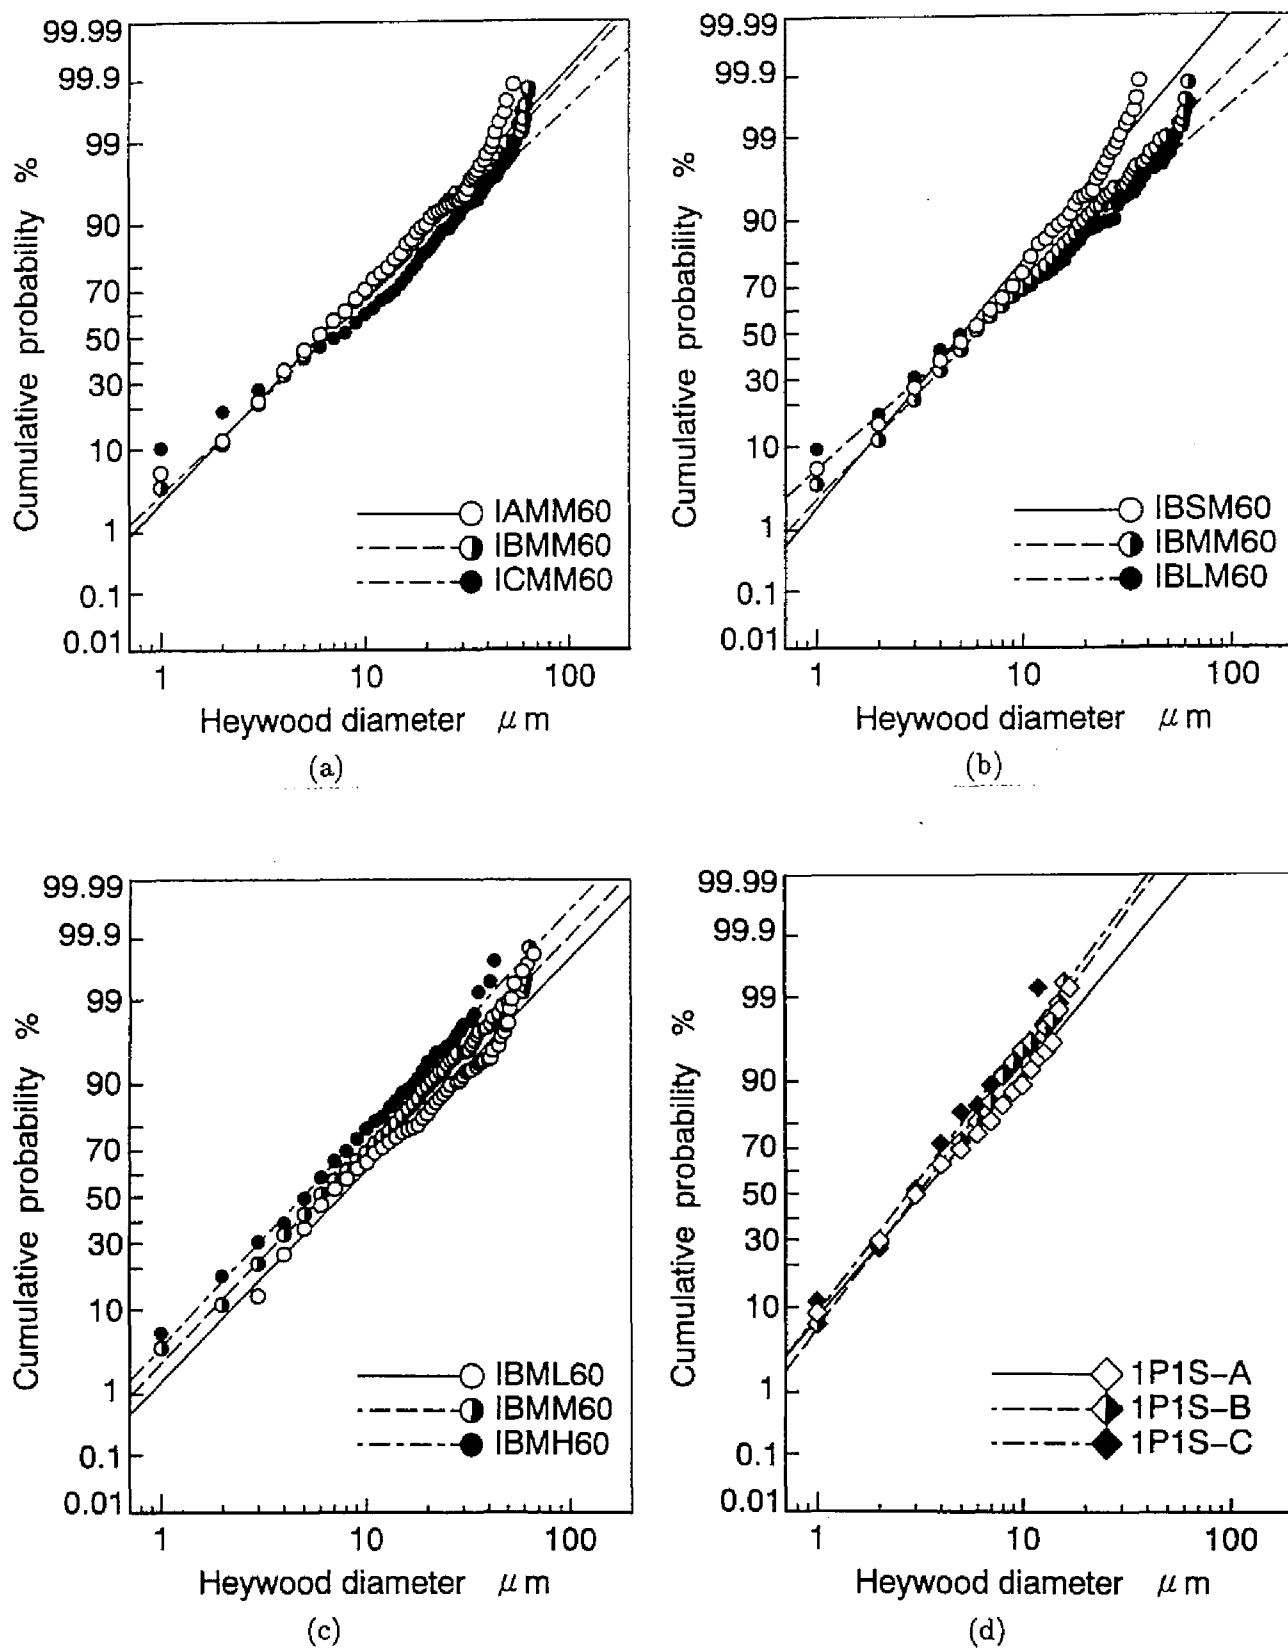 99.99
99.9
99
90
70
50
30
10
1
0.1
0.01
Cumulative probability %
IAMM60
IBMM60
ICMM60
1 10 100
Heywood diameter μm
(a)
99.99
99.9
99
90
70
50
30
10
1
0.1
0.01
Cumulative probability %
IBSM60
IBMM60
IBLM60
1 10 100
Heywood diameter μm
(b)
99.99
99.9
99
90
70
50
30
10
1
0.1
0.01
Cumulative probability %
IBML60
IBMM60
IBMH60
1 10 100
Heywood diameter μm
(c)
99.99
99.9
99
90
70
50
30
10
1
0.1
0.01
Cumulative probability %
1P1S-A
1P1S-B
1P1S-C
1 10 100
Heywood diameter μm
(d)